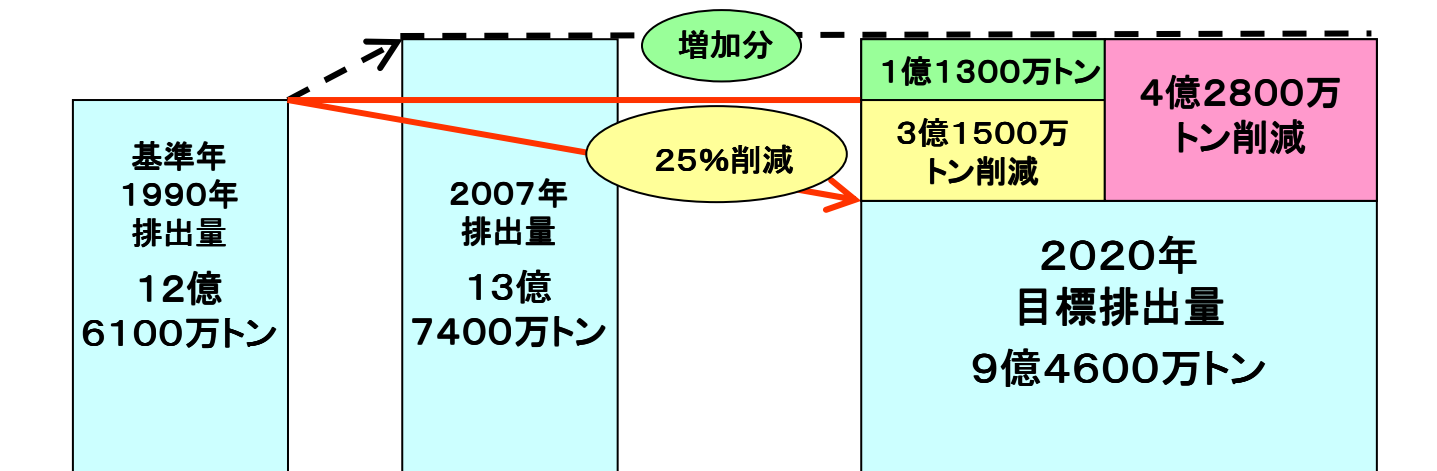 増加分
1億1300万トン
4億2800万
トン削減
3億1500万
トン削減
25%削減
基準年
1990年
排出量
12億
6100万トン
2007年
排出量
13億
7400万トン
2020年
目標排出量
9億4600万トン